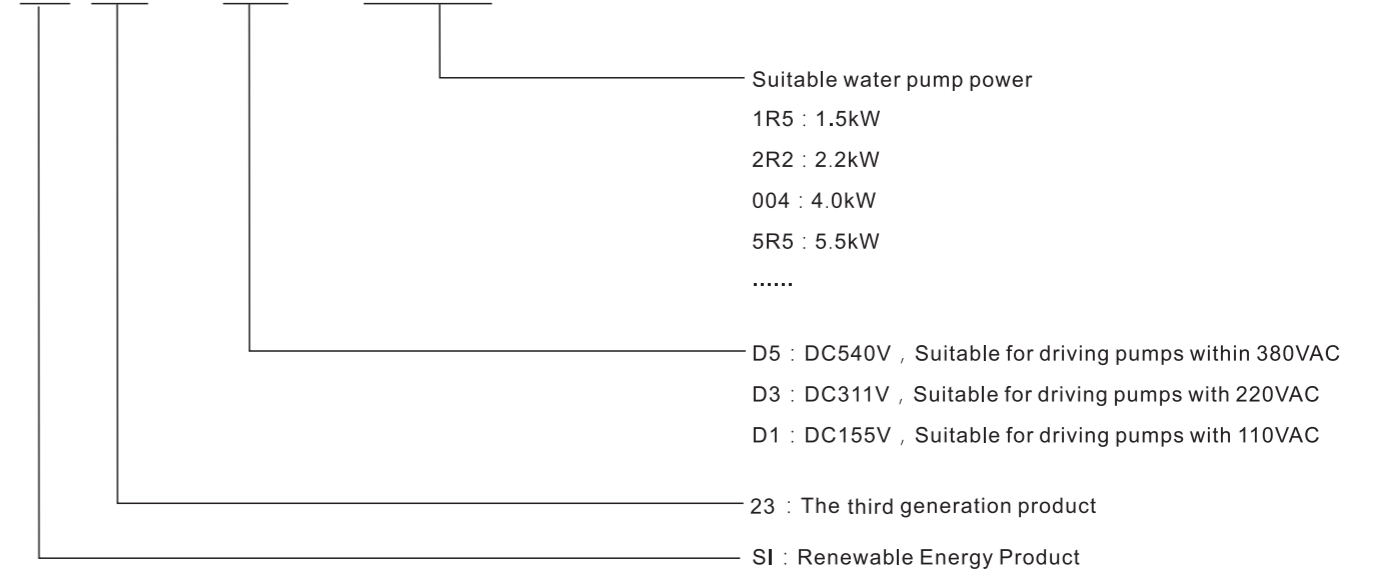 Suitable water pump power
1R5 : 1.5kW
2R2 : 2.2kW
004 : 4.0kW
5R5 : 5.5kW
......
D5 : DC540V , Suitable for driving pumps within 380VAC
D3 : DC311V , Suitable for driving pumps with 220VAC
D1 : DC155V , Suitable for driving pumps with 110VAC
23 : The third generation product
SI : Renewable Energy Product